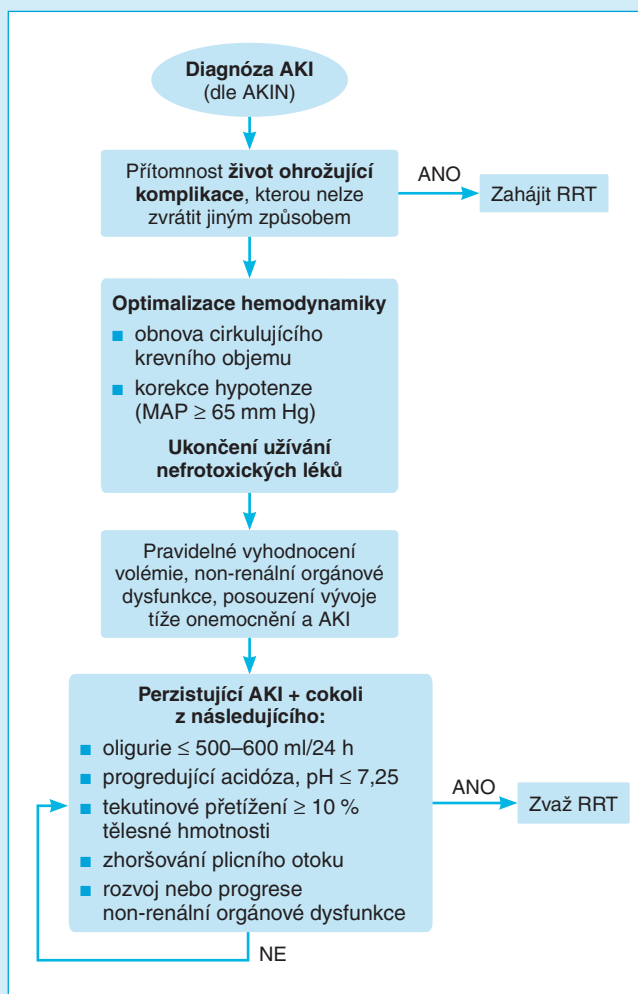 Diagnóza AKI
(dle AKIN)
Přítomnost život ohrožující
komplikace, kterou nelze
zvrátit jiným způsobem
ANO
Zahájit RRT
Optimalizace hemodynamiky
■ obnova cirkulujícího
krevního objemu
■ korekce hypotenze
(MAP ≥ 65 mm Hg)
Ukončení užívání
nefrotoxických léků
Pravidelné vyhodnocení
volémie, non-renální orgánové
dysfunkce, posouzení vývoje
tíže onemocnění a AKI
Perzistující AKI + cokoli
z následujícího:
■ oligurie ≤ 500–600 ml/24 h
■ progredující acidóza, pH ≤ 7,25
■ tekutinové přetížení ≥ 10 %
tělesné hmotnosti
■ zhoršování plicního otoku
■ rozvoj nebo progrese
non-renální orgánové dysfunkce
ANO
Zvaž RRT
NE